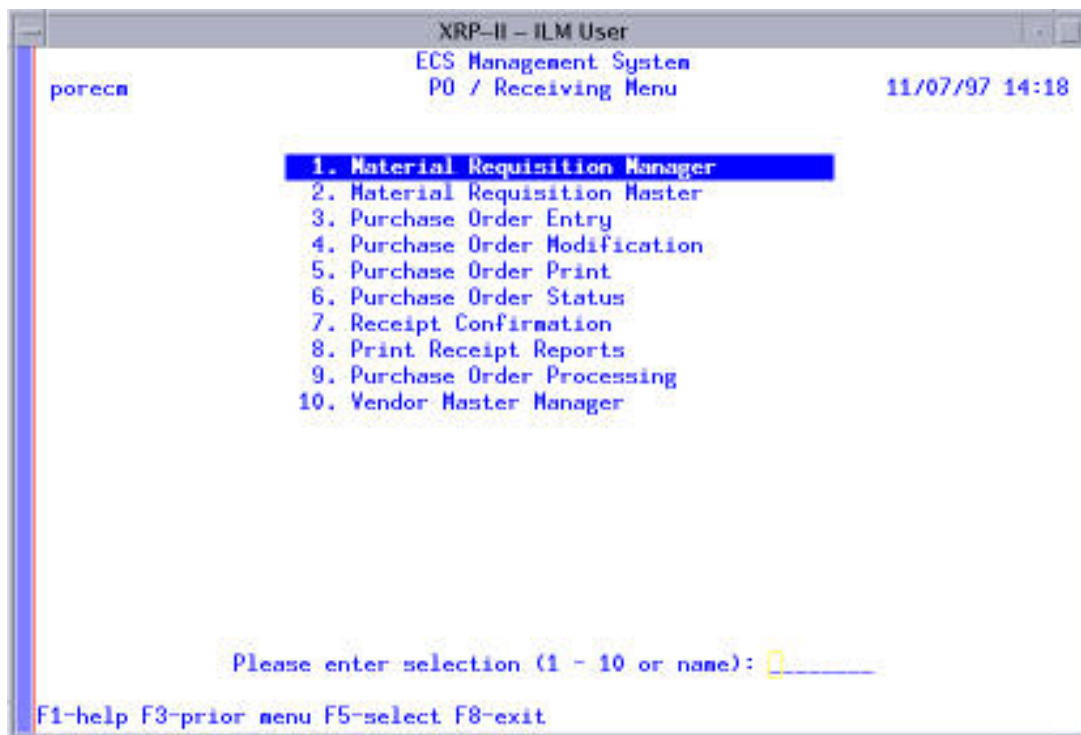 XRP-II - ILM User
ECS Management System
porecm PO / Receiving Menu 11/07/97 14:18
1. Material Requisition Manager
2. Material Requisition Master
3. Purchase Order Entry
4. Purchase Order Modification
5. Purchase Order Print
6. Purchase Order Status
7. Receipt Confirmation
8. Print Receipt Reports
9. Purchase Order Processing
10. Vendor Master Manager
Please enter selection (1 - 10 or name): ________
F1-help F3-prior menu F5-select F8-exit